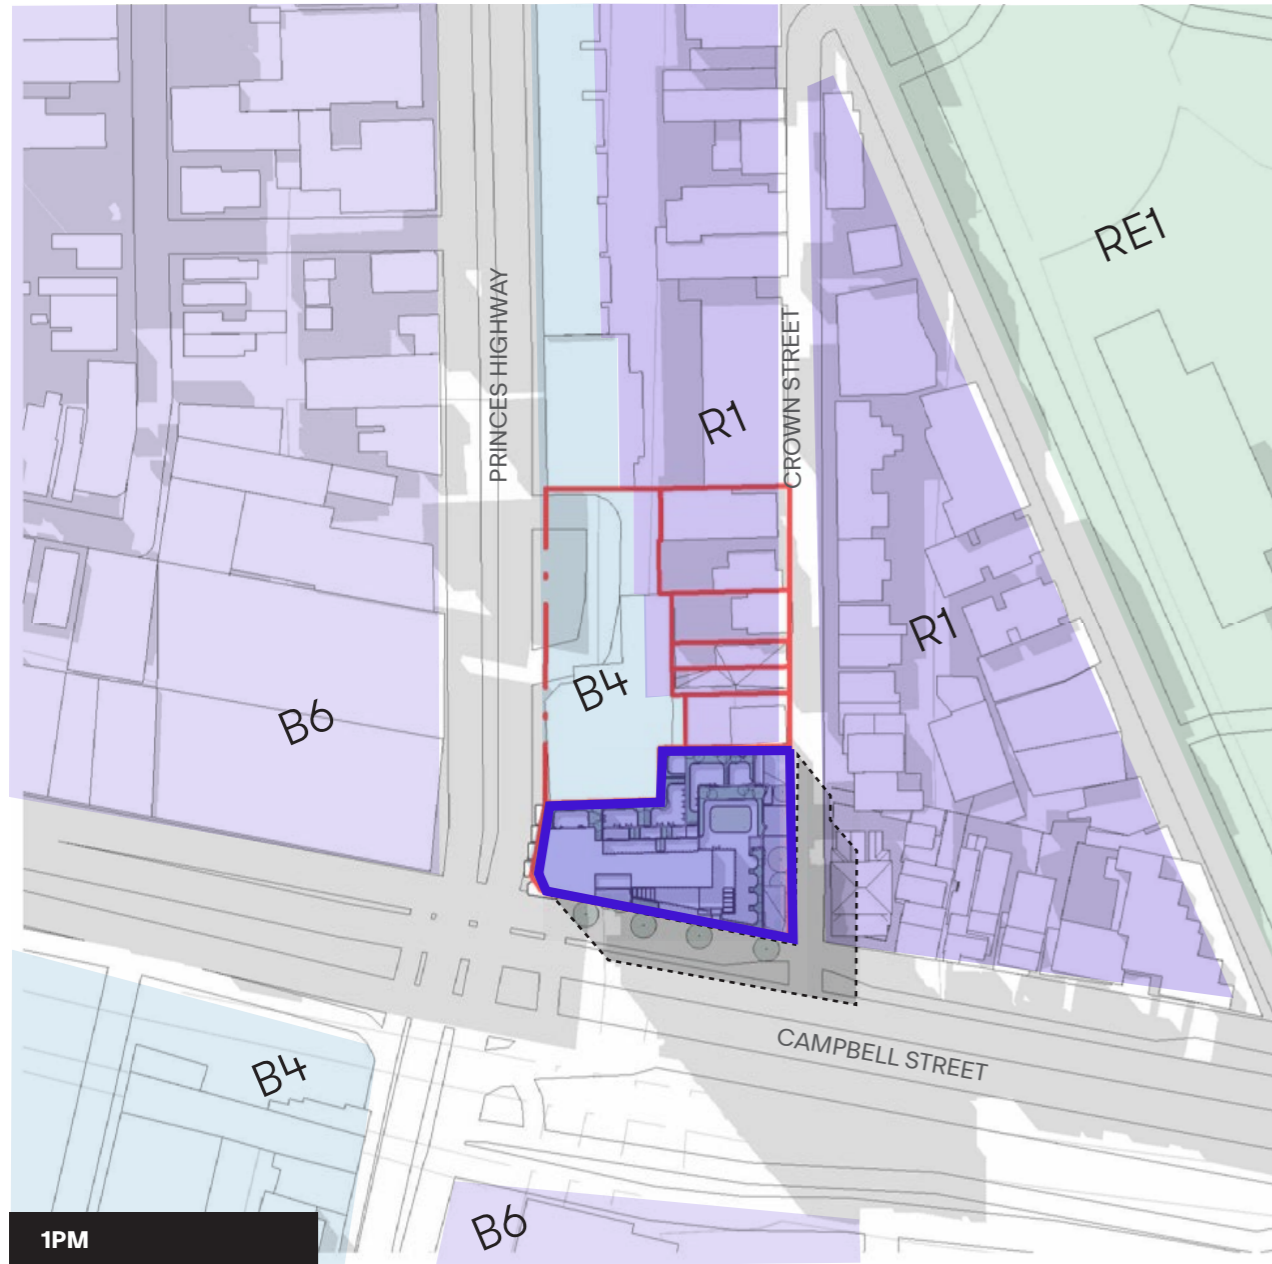 RE1
PRINCES HIGHWAY
CROWN STREET
R1
R1
B4
B6
CAMPBELL STREET
B4
B6
1PM